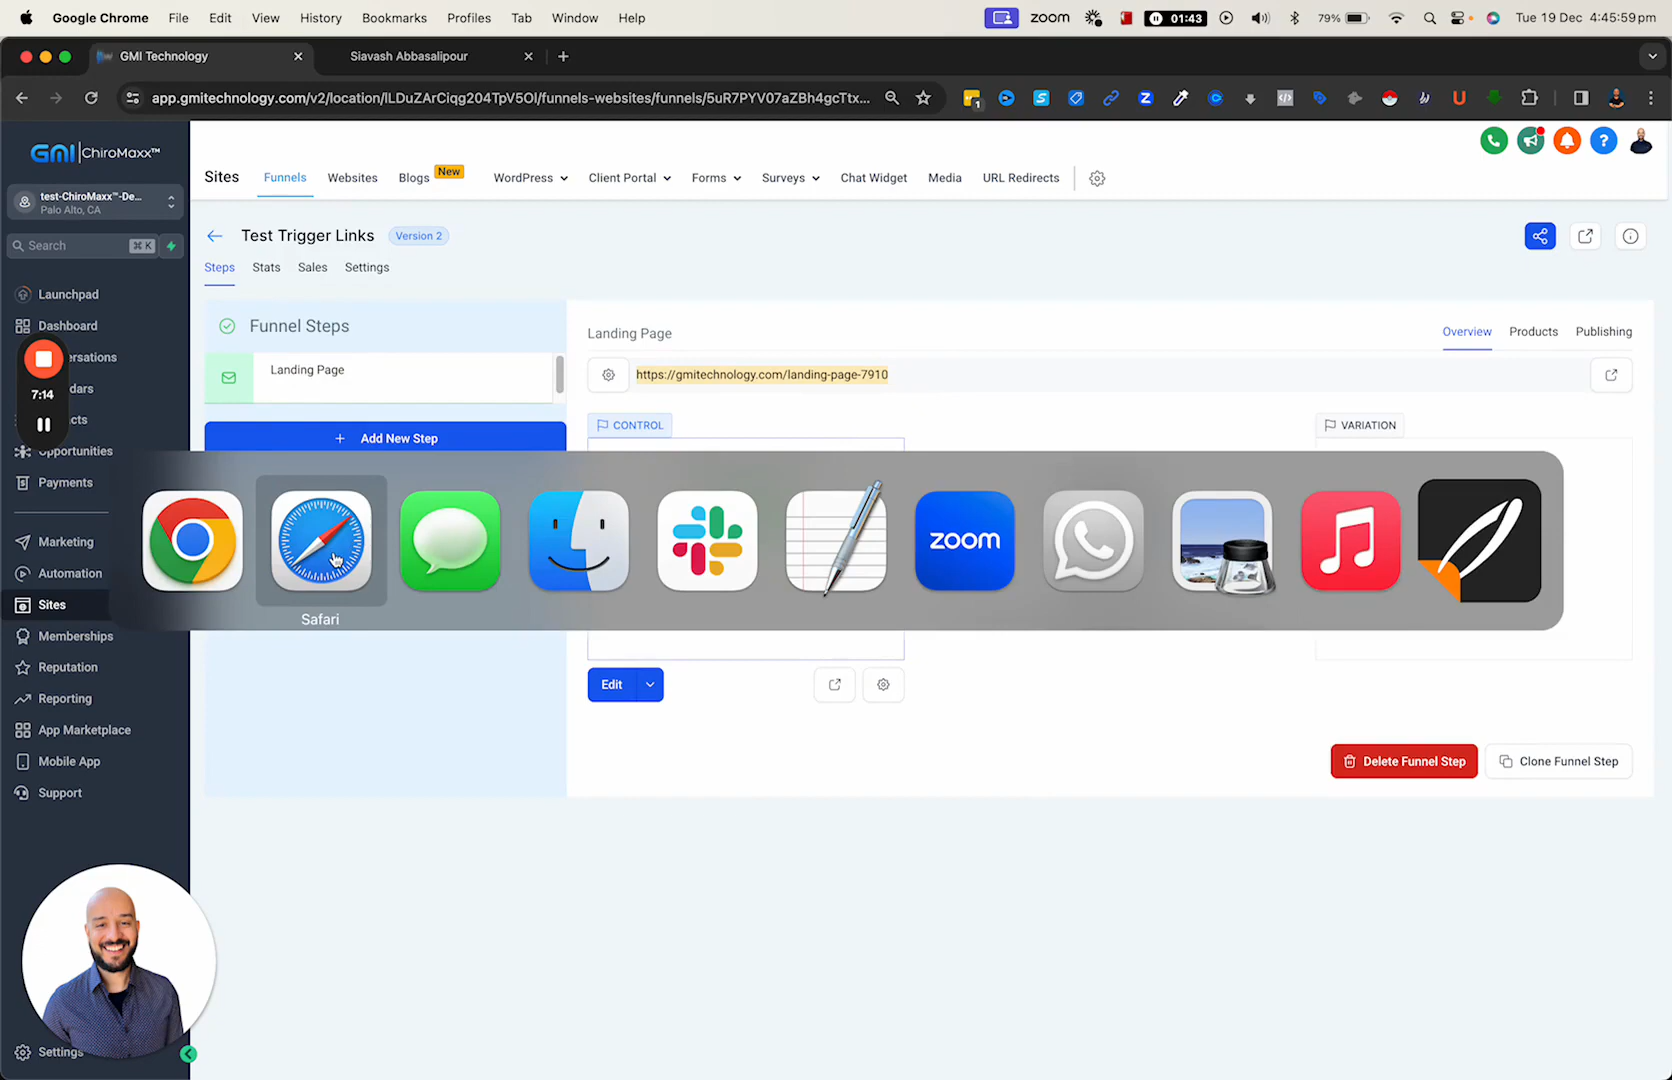 Google Chrome File Edit View History Bookmarks Profiles Tab Window Help
zoom 01:43 79% Tue 19 Dec 4:45:59 pm
GMI Technology
Siavash Abbasalipour
app.gmitechnology.com/v2/location/ILDuZArCiqg204TpV5Ol/funnels-websites/funnels/5uR7PYV07aZBh4gcTtx...
1
GMI ChiroMaxx™
test-ChiroMaxx™-De...
Palo Alto, CA
Search ⌘ K
Launchpad
Dashboard
ersations
dars
acts
Opportunities
Payments
Marketing
Automation
Sites
Memberships
Reputation
Reporting
App Marketplace
Mobile App
Support
Settings
7:14
Sites Funnels Websites Blogs New WordPress Client Portal Forms Surveys Chat Widget Media URL Redirects
Test Trigger Links Version 2
Steps Stats Sales Settings
Funnel Steps
Landing Page
+ Add New Step
Landing Page
Overview Products Publishing
https://gmitechnology.com/landing-page-7910
CONTROL
VARIATION
zoom
Safari
Edit
Delete Funnel Step
Clone Funnel Step